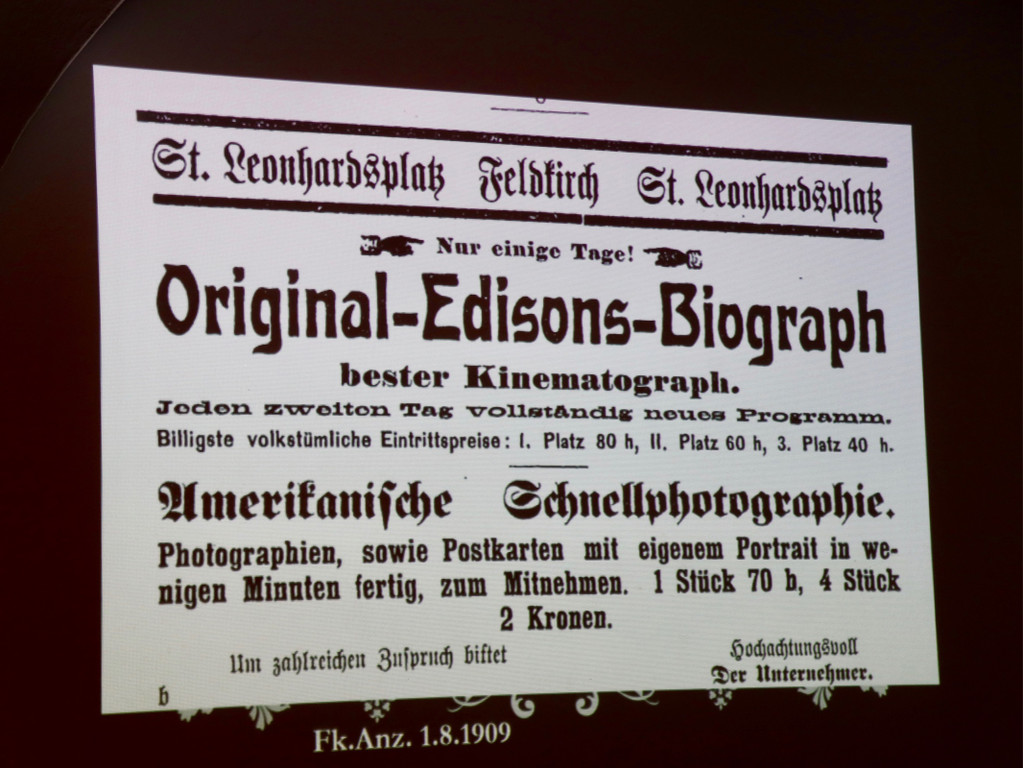 St. Leonhardsplatz Feldkirch St. Leonhardsplatz
Nur einige Tage!
Original-Edisons-Biograph
bester Kinematograph.
Jeden zweiten Tag vollständig neues Programm.
Billigste volkstümliche Eintrittspreise: I. Platz 80 h, II. Platz 60 h, 3. Platz 40 h.
Amerikanische Schnellphotographie.
Photographien, sowie Postkarten mit eigenem Portrait in we-
nigen Minuten fertig, zum Mitnehmen. 1 Stück 70 h, 4 Stück
2 Kronen.
Um zahlreichen Zuspruch bittet
Hochachtungsvoll
b
Der Unternehmer.
Fk.Anz. 1.8.1909